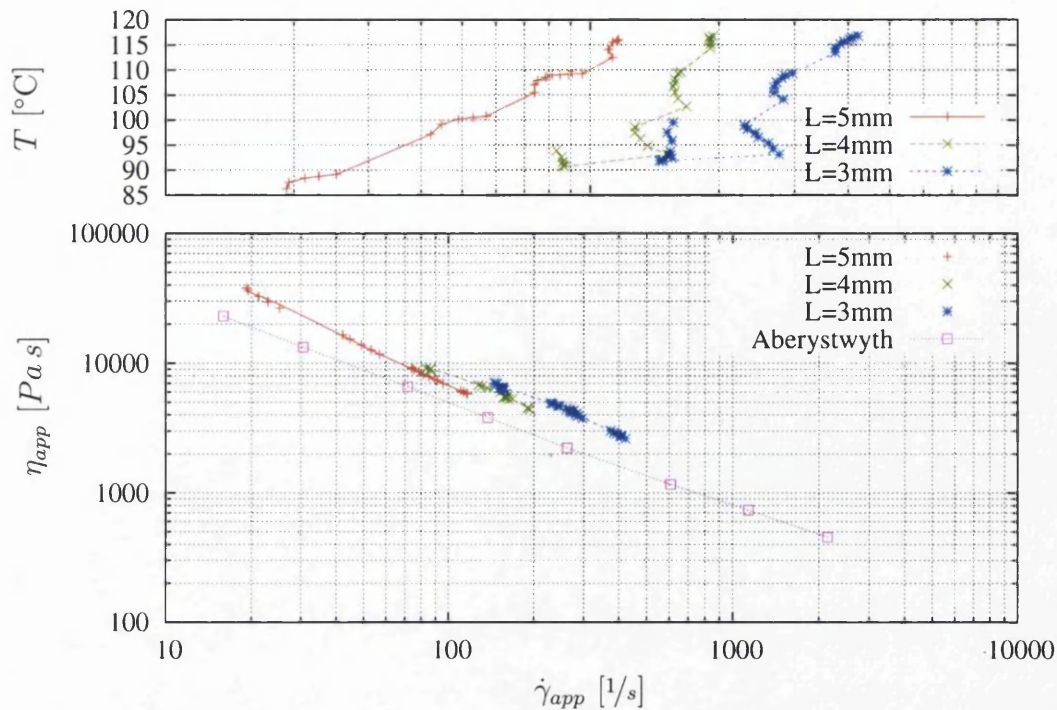 120
115
110
105
100
95
90
85
T [°C]
L=5mm
L=4mm
L=3mm
100000
10000
1000
100
η_app [Pa s]
L=5mm
L=4mm
L=3mm
Aberystwyth
10 100 1000 10000
γ̇_app [1/s]